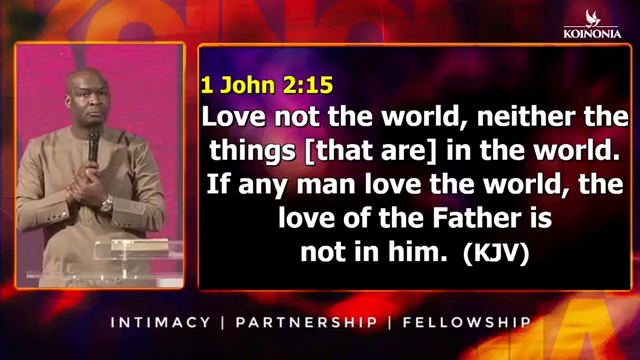 KOINONIA
1 John 2:15
Love not the world, neither the
things [that are] in the world.
If any man love the world, the
love of the Father is
not in him. (KJV)
INTIMACY | PARTNERSHIP | FELLOWSHIP